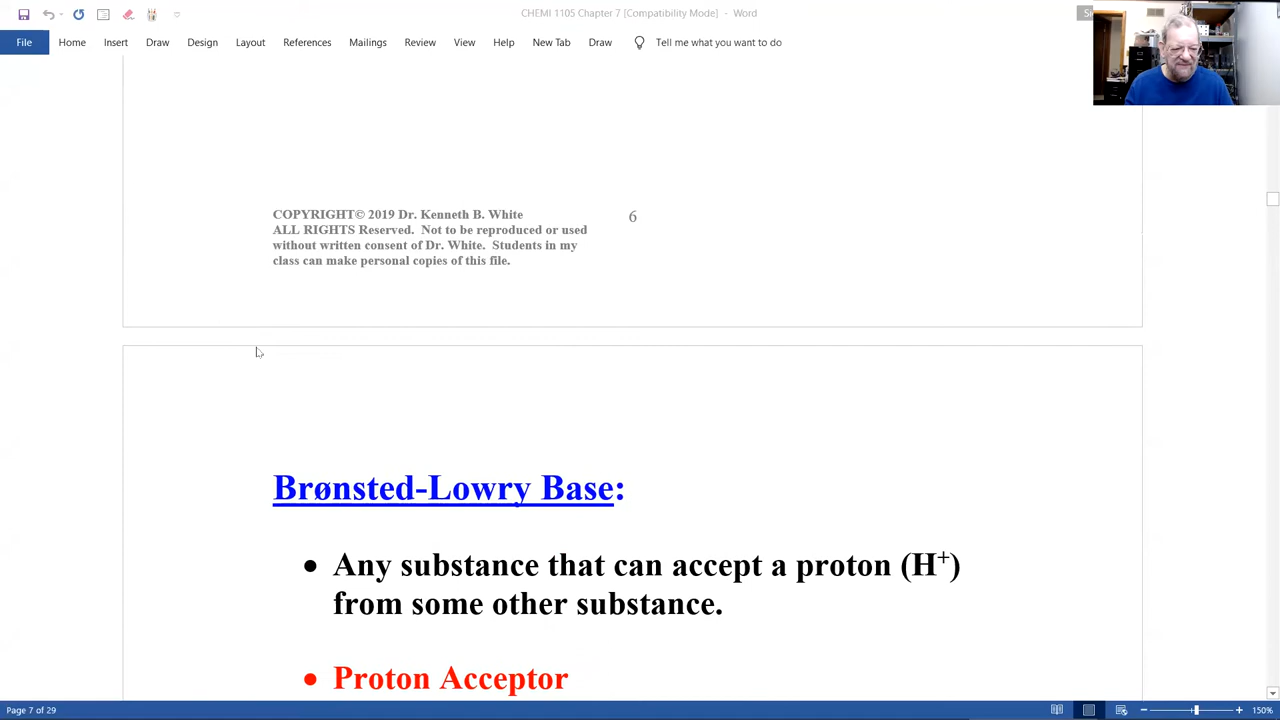 CHEMI 1105 Chapter 7 [Compatibility Mode] - Word
File Home Insert Draw Design Layout References Mailings Review View Help New Tab Draw Tell me what you want to do
COPYRIGHT© 2019 Dr. Kenneth B. White 6
ALL RIGHTS Reserved. Not to be reproduced or used
without written consent of Dr. White. Students in my
class can make personal copies of this file.
Brønsted-Lowry Base:
• Any substance that can accept a proton (H⁺)
from some other substance.
• Proton Acceptor
Page 7 of 29 150%